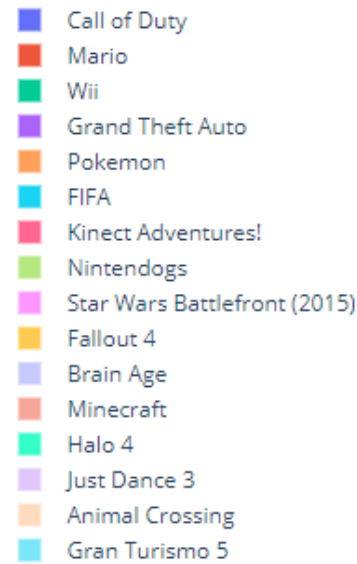 Call of Duty
Mario
Wii
Grand Theft Auto
Pokemon
FIFA
Kinect Adventures!
Nintendogs
Star Wars Battlefront (2015)
Fallout 4
Brain Age
Minecraft
Halo 4
Just Dance 3
Animal Crossing
Gran Turismo 5